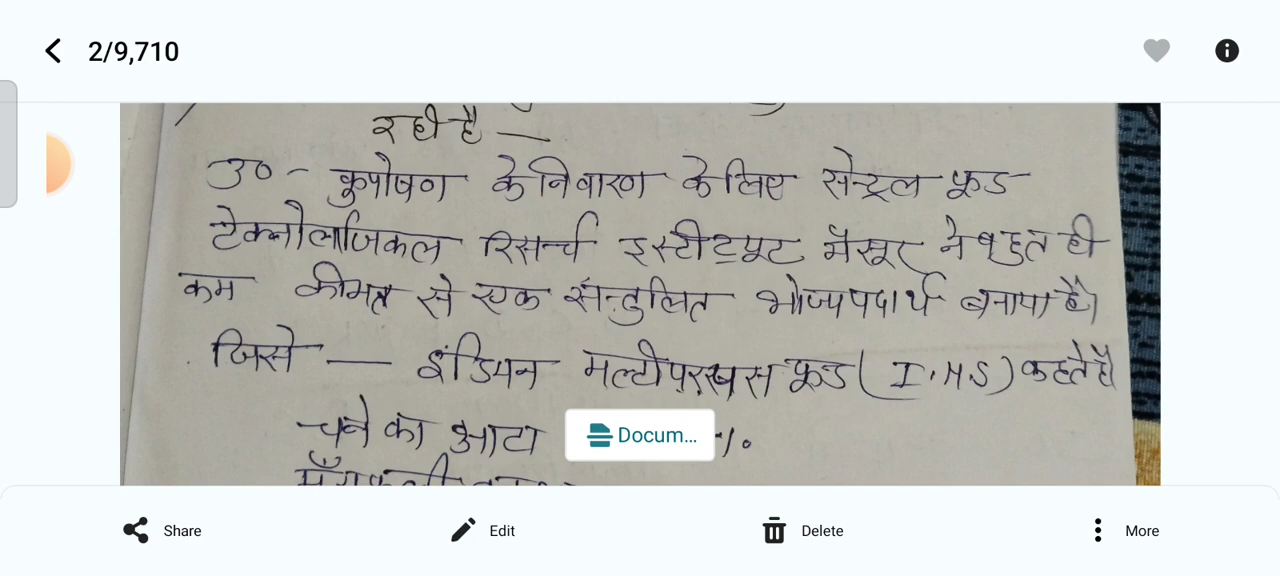 2/9,710
रही है —
उ०- कुपोषण के निवारण के लिए सेन्ट्रल फूड
टेक्नोलॉजिकल रिसर्च इस्टीट्यूट मैसूर ने बहुत ही
कम कीमत से एक संन्तुलित भोज्यपदार्थ बनाया है।
जिसे — इंडियन मल्टीपरखस फूड ( I.M.S ) कहते है
चने का आटा %
Docum...
Share Edit Delete More